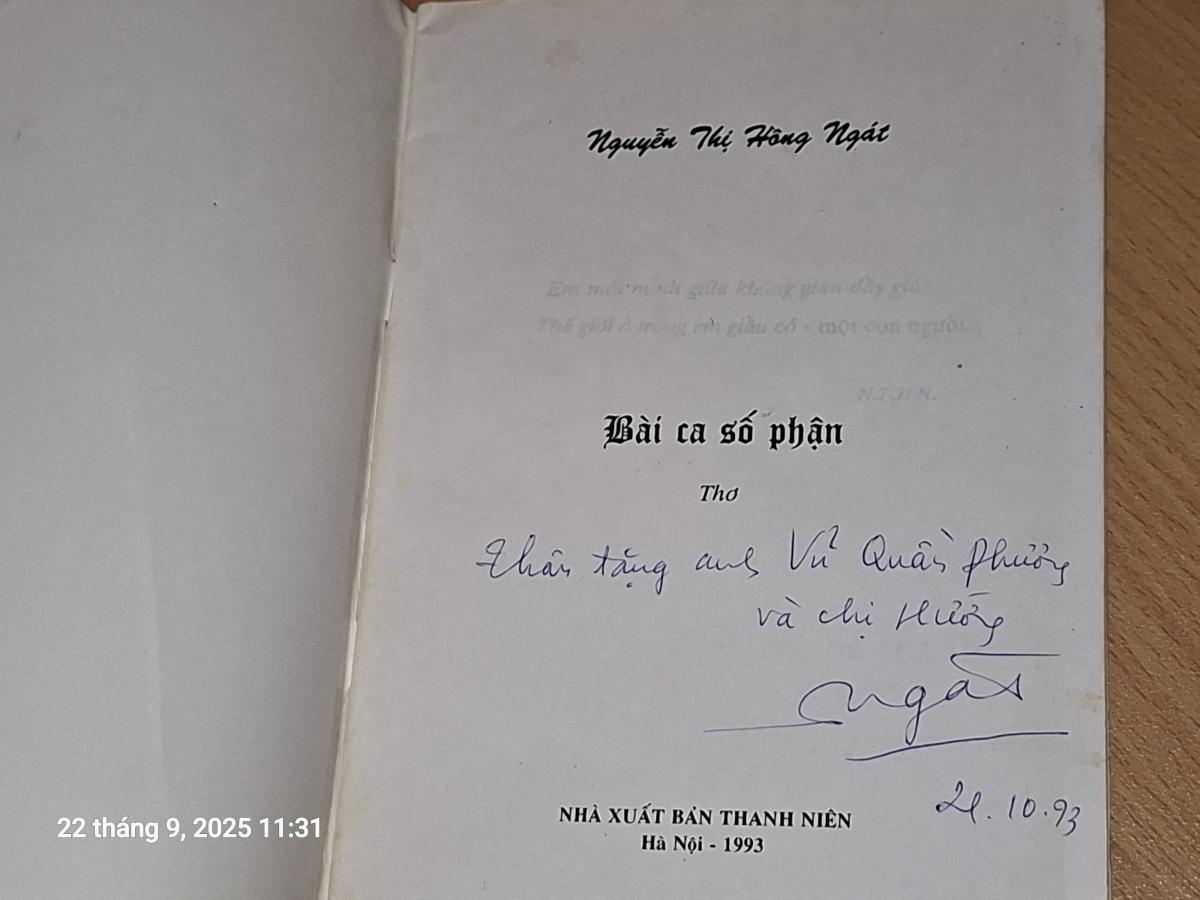 Nguyễn Thị Hồng Ngát
Em một mình giữa không gian đầy gió
Thế giới ở trong em giầu có - một con người...
N.T.H.N.
Bài ca số phận
Thơ
Thân tặng anh Vũ Quần Phương
và chị Hường
Ngát
21.10.93
NHÀ XUẤT BẢN THANH NIÊN
Hà Nội - 1993
22 tháng 9, 2025 11:31